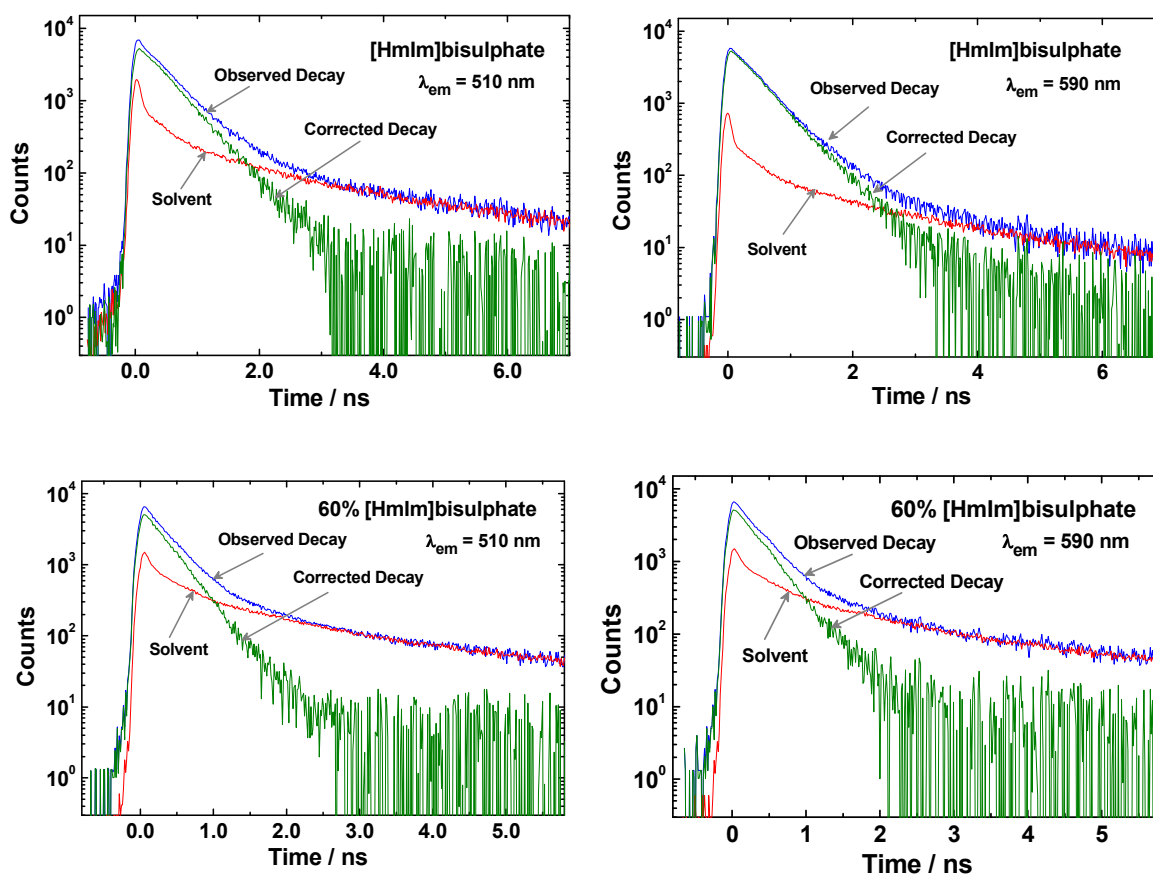 10^4
[HmIm]bisulphate
Observed Decay
λem = 510 nm
10^3
Corrected Decay
10^2
Solvent
10^1
10^0
Counts
0.0 2.0 4.0 6.0
Time / ns
10^4
[HmIm]bisulphate
λem = 590 nm
Observed Decay
10^3
Corrected Decay
10^2
Solvent
10^1
10^0
Counts
0 2 4 6
Time / ns
10^4
60% [HmIm]bisulphate
λem = 510 nm
Observed Decay
10^3
Corrected Decay
Solvent
10^2
10^1
10^0
Counts
0.0 1.0 2.0 3.0 4.0 5.0
Time / ns
10^4
60% [HmIm]bisulphate
λem = 590 nm
Observed Decay
10^3
Corrected Decay
Solvent
10^2
10^1
10^0
Counts
0 1 2 3 4 5
Time / ns